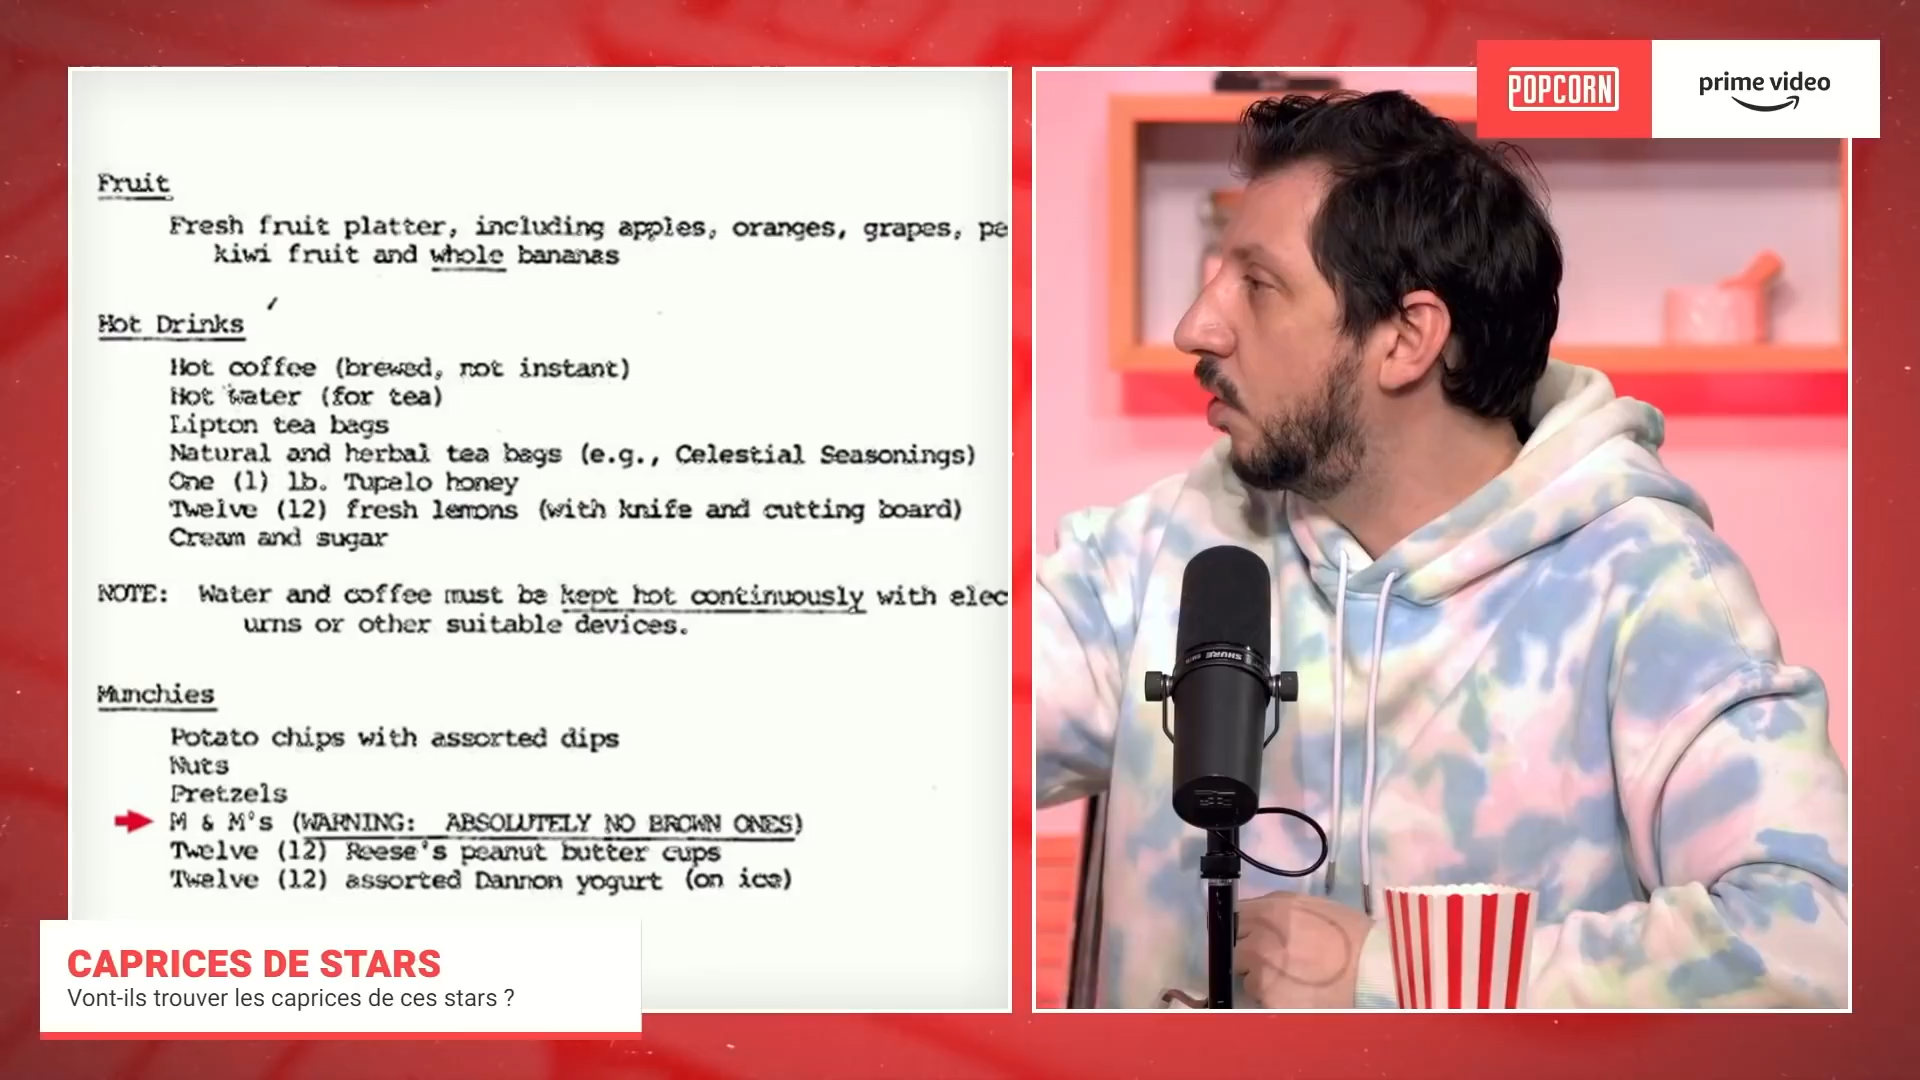 POPCORN
prime video
Fruit
Fresh fruit platter, including apples, oranges, grapes, pe
kiwi fruit and whole bananas
Hot Drinks
Hot coffee (brewed, not instant)
Hot water (for tea)
Lipton tea bags
Natural and herbal tea bags (e.g., Celestial Seasonings)
One (1) lb. Tupelo honey
Twelve (12) fresh lemons (with knife and cutting board)
Cream and sugar
NOTE: Water and coffee must be kept hot continuously with elec
urns or other suitable devices.
Munchies
Potato chips with assorted dips
Nuts
Pretzels
M & M's (WARNING: ABSOLUTELY NO BROWN ONES)
Twelve (12) Reese's peanut butter cups
Twelve (12) assorted Dannon yogurt (on ice)
SHURE
CAPRICES DE STARS
Vont-ils trouver les caprices de ces stars ?